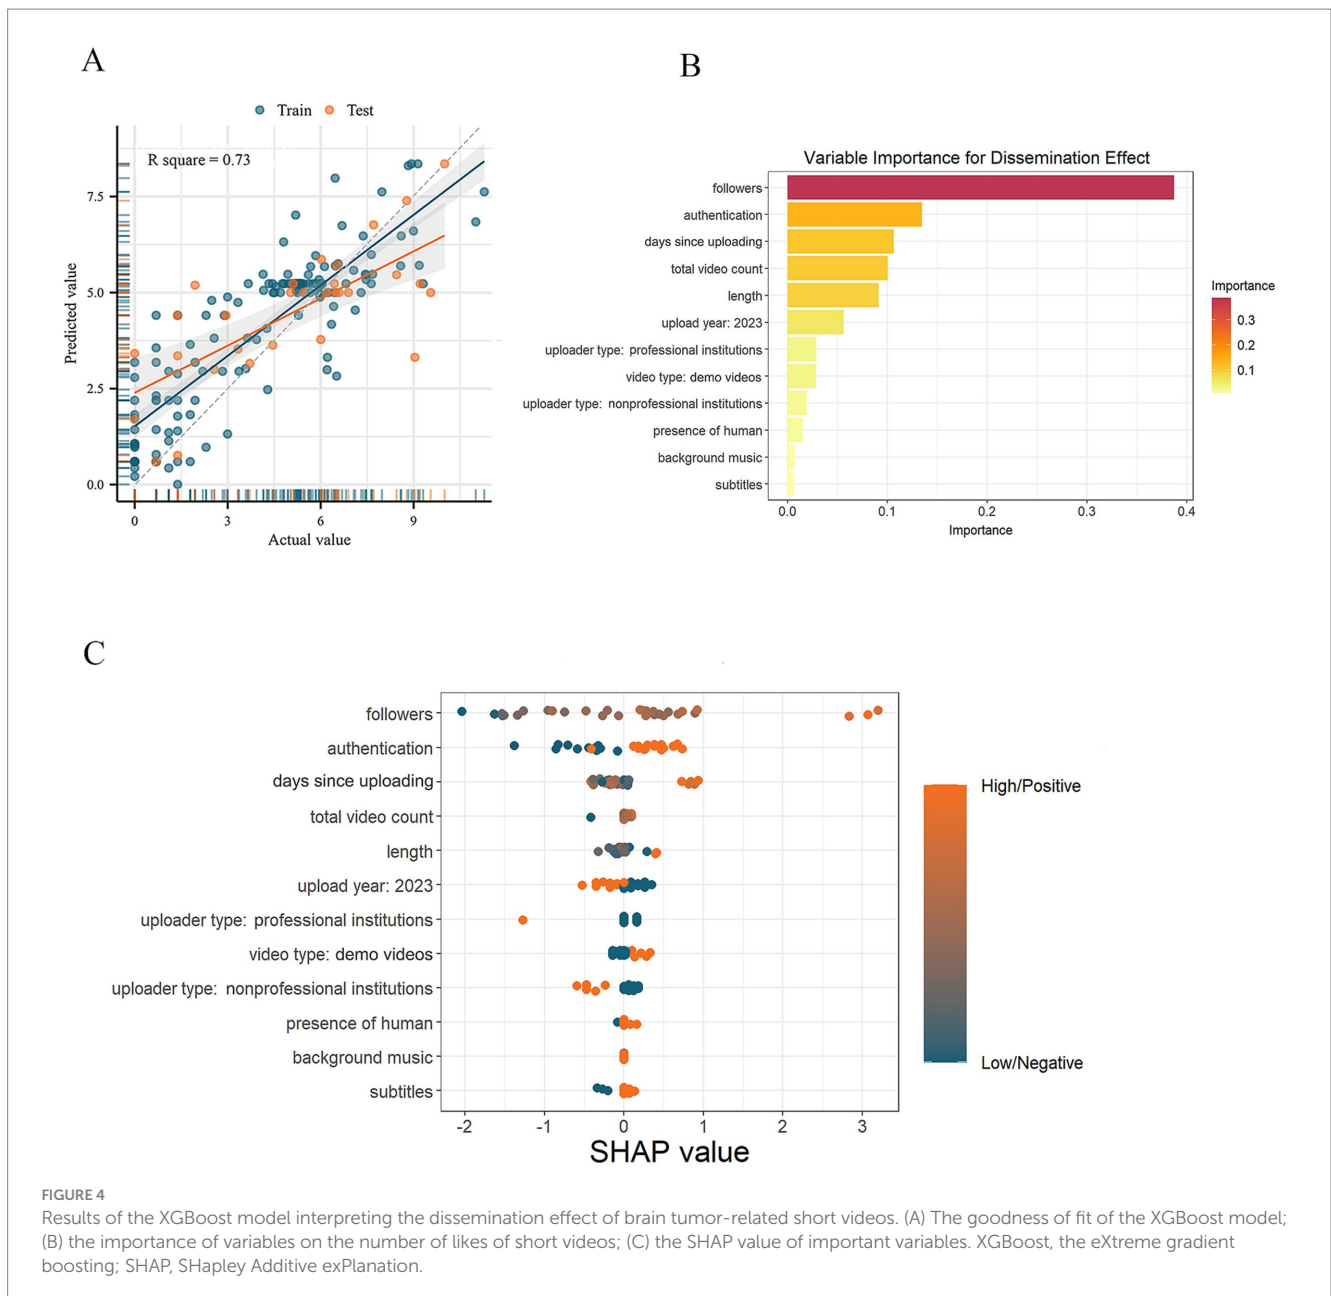 A
Train
Test
R square = 0.73
7.5
5.0
2.5
0.0
Predicted value
0
3
6
9
Actual value
B
Variable Importance for Dissemination Effect
followers
authentication
days since uploading
total video count
length
upload year: 2023
uploader type: professional institutions
video type: demo videos
uploader type: nonprofessional institutions
presence of human
background music
subtitles
0.0
0.1
0.2
0.3
0.4
Importance
Importance
0.3
0.2
0.1
C
followers
authentication
days since uploading
total video count
length
upload year: 2023
uploader type: professional institutions
video type: demo videos
uploader type: nonprofessional institutions
presence of human
background music
subtitles
-2
-1
0
1
2
3
SHAP value
High/Positive
Low/Negative
FIGURE 4
Results of the XGBoost model interpreting the dissemination effect of brain tumor-related short videos. (A) The goodness of fit of the XGBoost model;
(B) the importance of variables on the number of likes of short videos; (C) the SHAP value of important variables. XGBoost, the eXtreme gradient
boosting; SHAP, SHapley Additive exPlanation.